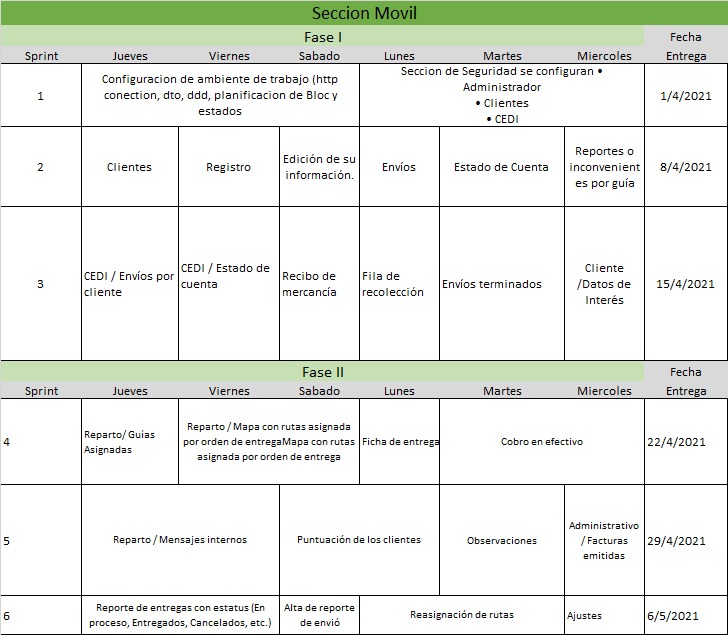 Seccion Movil
Fase I
Fecha
Sprint Jueves Viernes Sabado Lunes Martes Miercoles Entrega
1
Configuracion de ambiente de trabajo (http
conection, dto, ddd, planificacion de Bloc y
estados
Seccion de Seguridad se configuran •
Administrador
• Clientes
• CEDI
1/4/2021
2
Clientes
Registro
Edición de su
información.
Envíos
Estado de Cuenta
Reportes o
inconvenient
es por guía
8/4/2021
3
CEDI / Envíos por
cliente
CEDI / Estado de
cuenta
Recibo de
mercancía
Fila de
recolección
Envíos terminados
Cliente
/Datos de
Interés
15/4/2021
Fase II
Fecha
Sprint Jueves Viernes Sabado Lunes Martes Miercoles Entrega
4
Reparto/ Guías
Asignadas
Reparto / Mapa con rutas asignada
por orden de entregaMapa con rutas
asignada por orden de entrega
Ficha de entrega
Cobro en efectivo
22/4/2021
5
Reparto / Mensajes internos
Puntuación de los clientes
Observaciones
Administrativo
/ Facturas
emitidas
29/4/2021
6
Reporte de entregas con estatus (En
proceso, Entregados, Cancelados, etc.)
Alta de reporte
de envió
Reasignación de rutas
Ajustes
6/5/2021